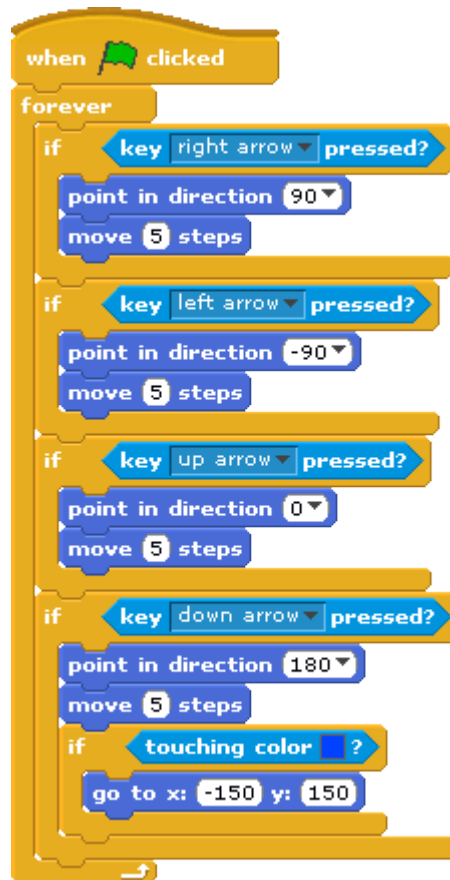 when clicked
forever
if key right arrow pressed?
point in direction 90
move 5 steps
if key left arrow pressed?
point in direction -90
move 5 steps
if key up arrow pressed?
point in direction 0
move 5 steps
if key down arrow pressed?
point in direction 180
move 5 steps
if touching color ?
go to x: -150 y: 150